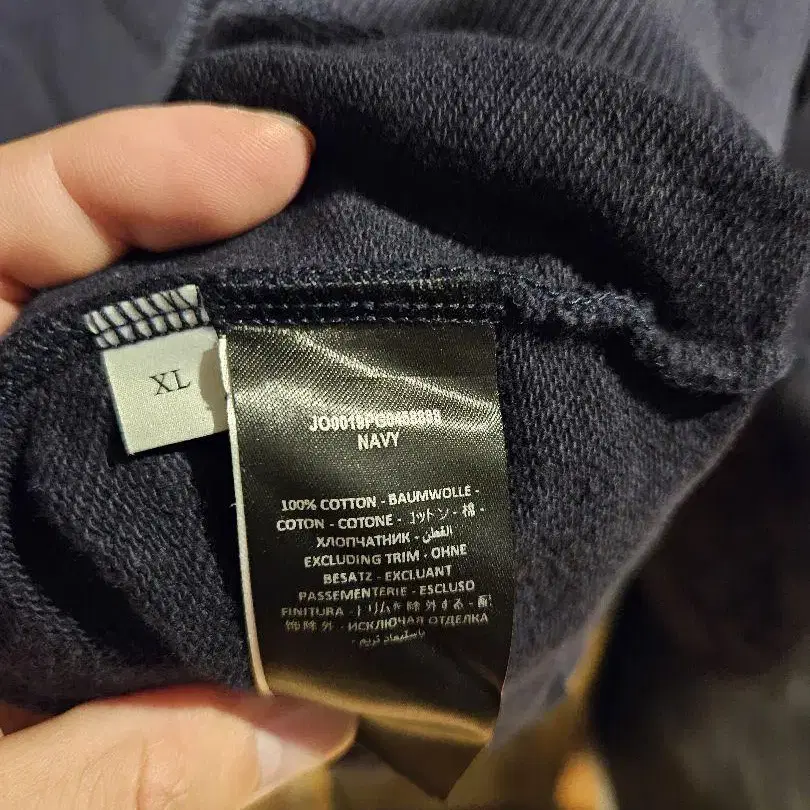 XL
NAVY
100% COTTON - BAUMWOLLE -
COTON - COTONE - コットン - 棉 -
ХЛОПЧАТНИК - القطن
EXCLUDING TRIM - OHNE
BESATZ - EXCLUANT
PASSEMENTERIE - ESCLUSO
FINITURA - トリムを除外する - 配
饰除外 - ИСКЛЮЧАЯ ОТДЕЛКА